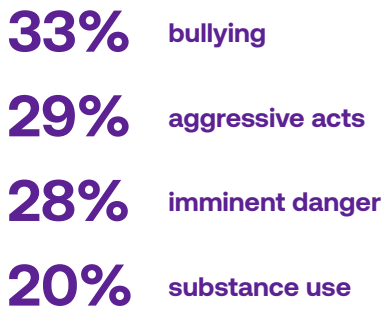 33% bullying
29% aggressive acts
28% imminent danger
20% substance use